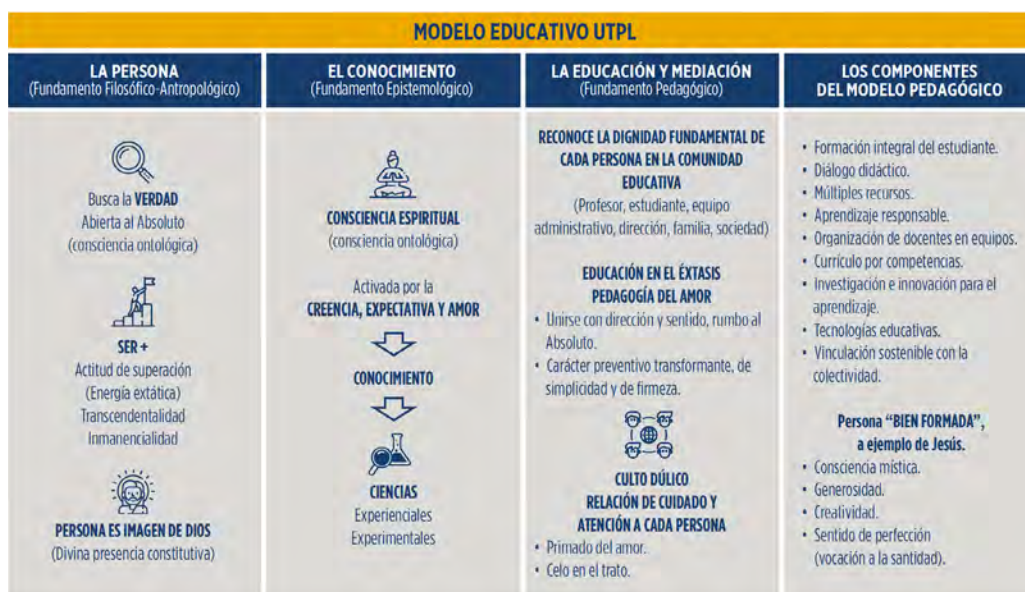 MODELO EDUCATIVO UTPL
LA PERSONA
(Fundamento Filosófico-Antropológico)
Busca la VERDAD
Abierta al Absoluto
(consciencia ontológica)
SER +
Actitud de superación
(Energía extática)
Transcendentalidad
Inmanencialidad
PERSONA ES IMAGEN DE DIOS
(Divina presencia constitutiva)
EL CONOCIMIENTO
(Fundamento Epistemológico)
CONSCIENCIA ESPIRITUAL
(consciencia ontológica)
Activada por la
CREENCIA, EXPECTATIVA Y AMOR
CONOCIMIENTO
CIENCIAS
Experienciales
Experimentales
LA EDUCACIÓN Y MEDIACIÓN
(Fundamento Pedagógico)
RECONOCE LA DIGNIDAD FUNDAMENTAL DE
CADA PERSONA EN LA COMUNIDAD
EDUCATIVA
(Profesor, estudiante, equipo
administrativo, dirección, familia, sociedad)
EDUCACIÓN EN EL ÉXTASIS
PEDAGOGÍA DEL AMOR
• Unirse con dirección y sentido, rumbo al
Absoluto.
• Carácter preventivo transformante, de
simplicidad y de firmeza.
CULTO DÚLICO
RELACIÓN DE CUIDADO Y
ATENCIÓN A CADA PERSONA
• Primado del amor.
• Celo en el trato.
LOS COMPONENTES
DEL MODELO PEDAGÓGICO
• Formación integral del estudiante.
• Diálogo didáctico.
• Múltiples recursos.
• Aprendizaje responsable.
• Organización de docentes en equipos.
• Currículo por competencias.
• Investigación e innovación para el
aprendizaje.
• Tecnologías educativas.
• Vinculación sostenible con la
colectividad.
Persona “BIEN FORMADA”,
a ejemplo de Jesús.
• Consciencia mística.
• Generosidad.
• Creatividad.
• Sentido de perfección
(vocación a la santidad).